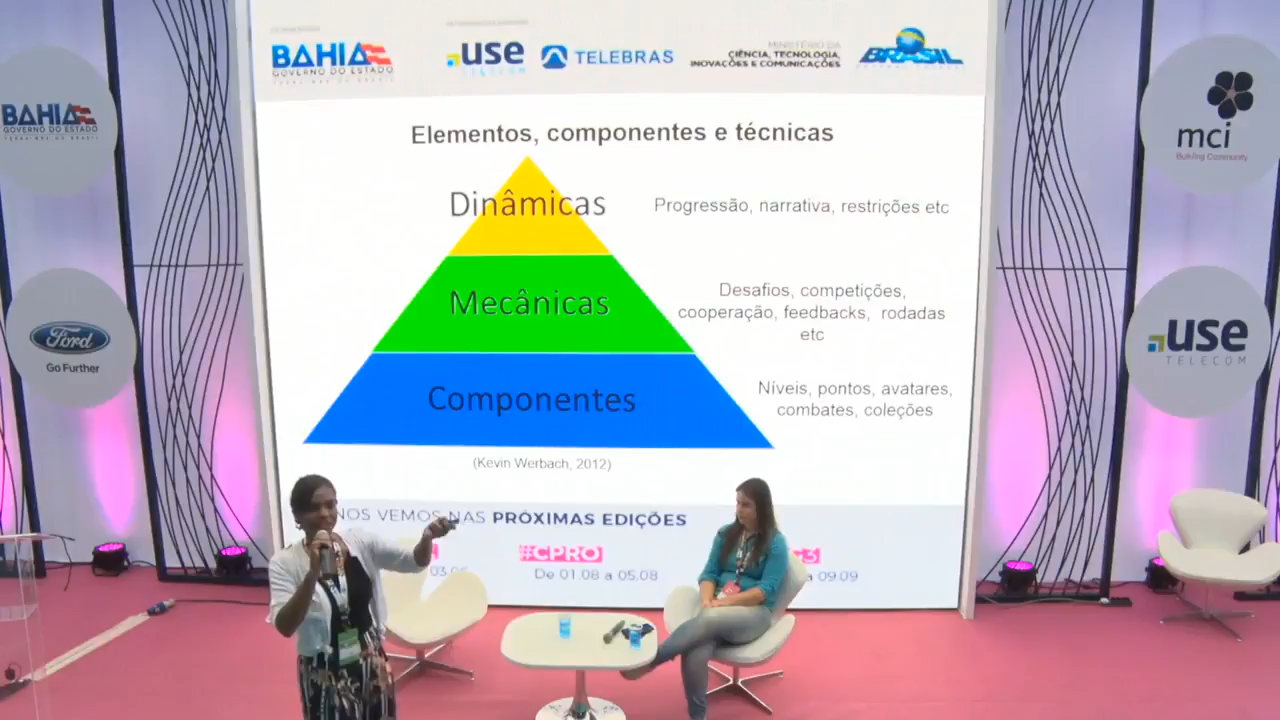 BAHIA
GOVERNO DO ESTADO
USE
TELECOM
TELEBRAS
MINISTÉRIO DA
CIÊNCIA, TECNOLOGIA,
INOVAÇÕES E COMUNICAÇÕES
BRASIL
Elementos, componentes e técnicas
Dinâmicas
Progressão, narrativa, restrições etc
Mecânicas
Desafios, competições,
cooperação, feedbacks, rodadas
etc
Componentes
Níveis, pontos, avatares,
combates, coleções
(Kevin Werbach, 2012)
NOS VEMOS NAS PRÓXIMAS EDIÇÕES
#CPRO
De 01.08 a 05.08
a 09.09
BAHIA
GOVERNO DO ESTADO
Ford
Go Further
mci
Building Community
USE
TELECOM